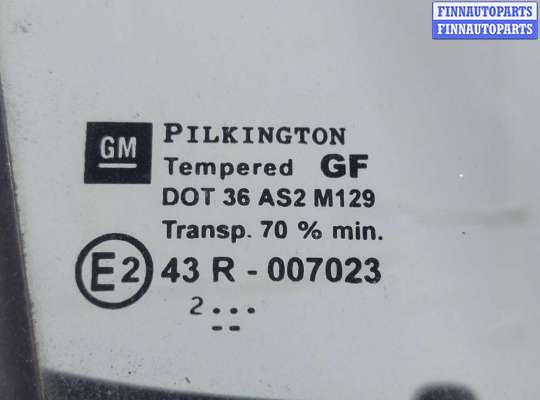 FINNAUTOPARTS
FINNAUTOPARTS
GM
PILKINGTON
Tempered GF
DOT 36 AS2 M129
Transp. 70 % min.
E2 43 R - 007023
2...
--